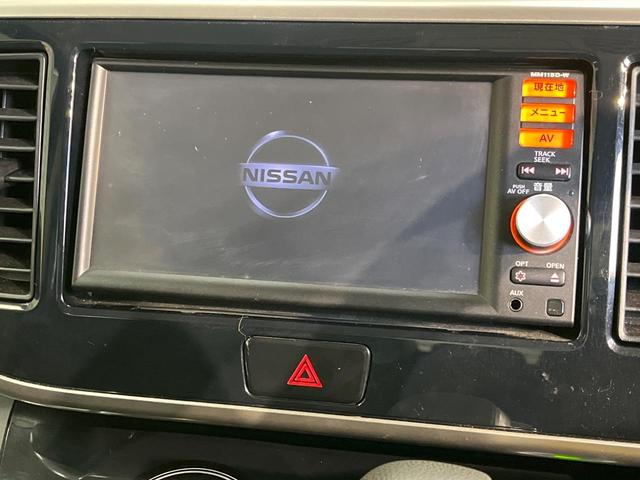 MM115D-W
現在地
メニュー
AV
TRACK
SEEK
PUSH
AV OFF
音量
OPT
OPEN
AUX
NISSAN